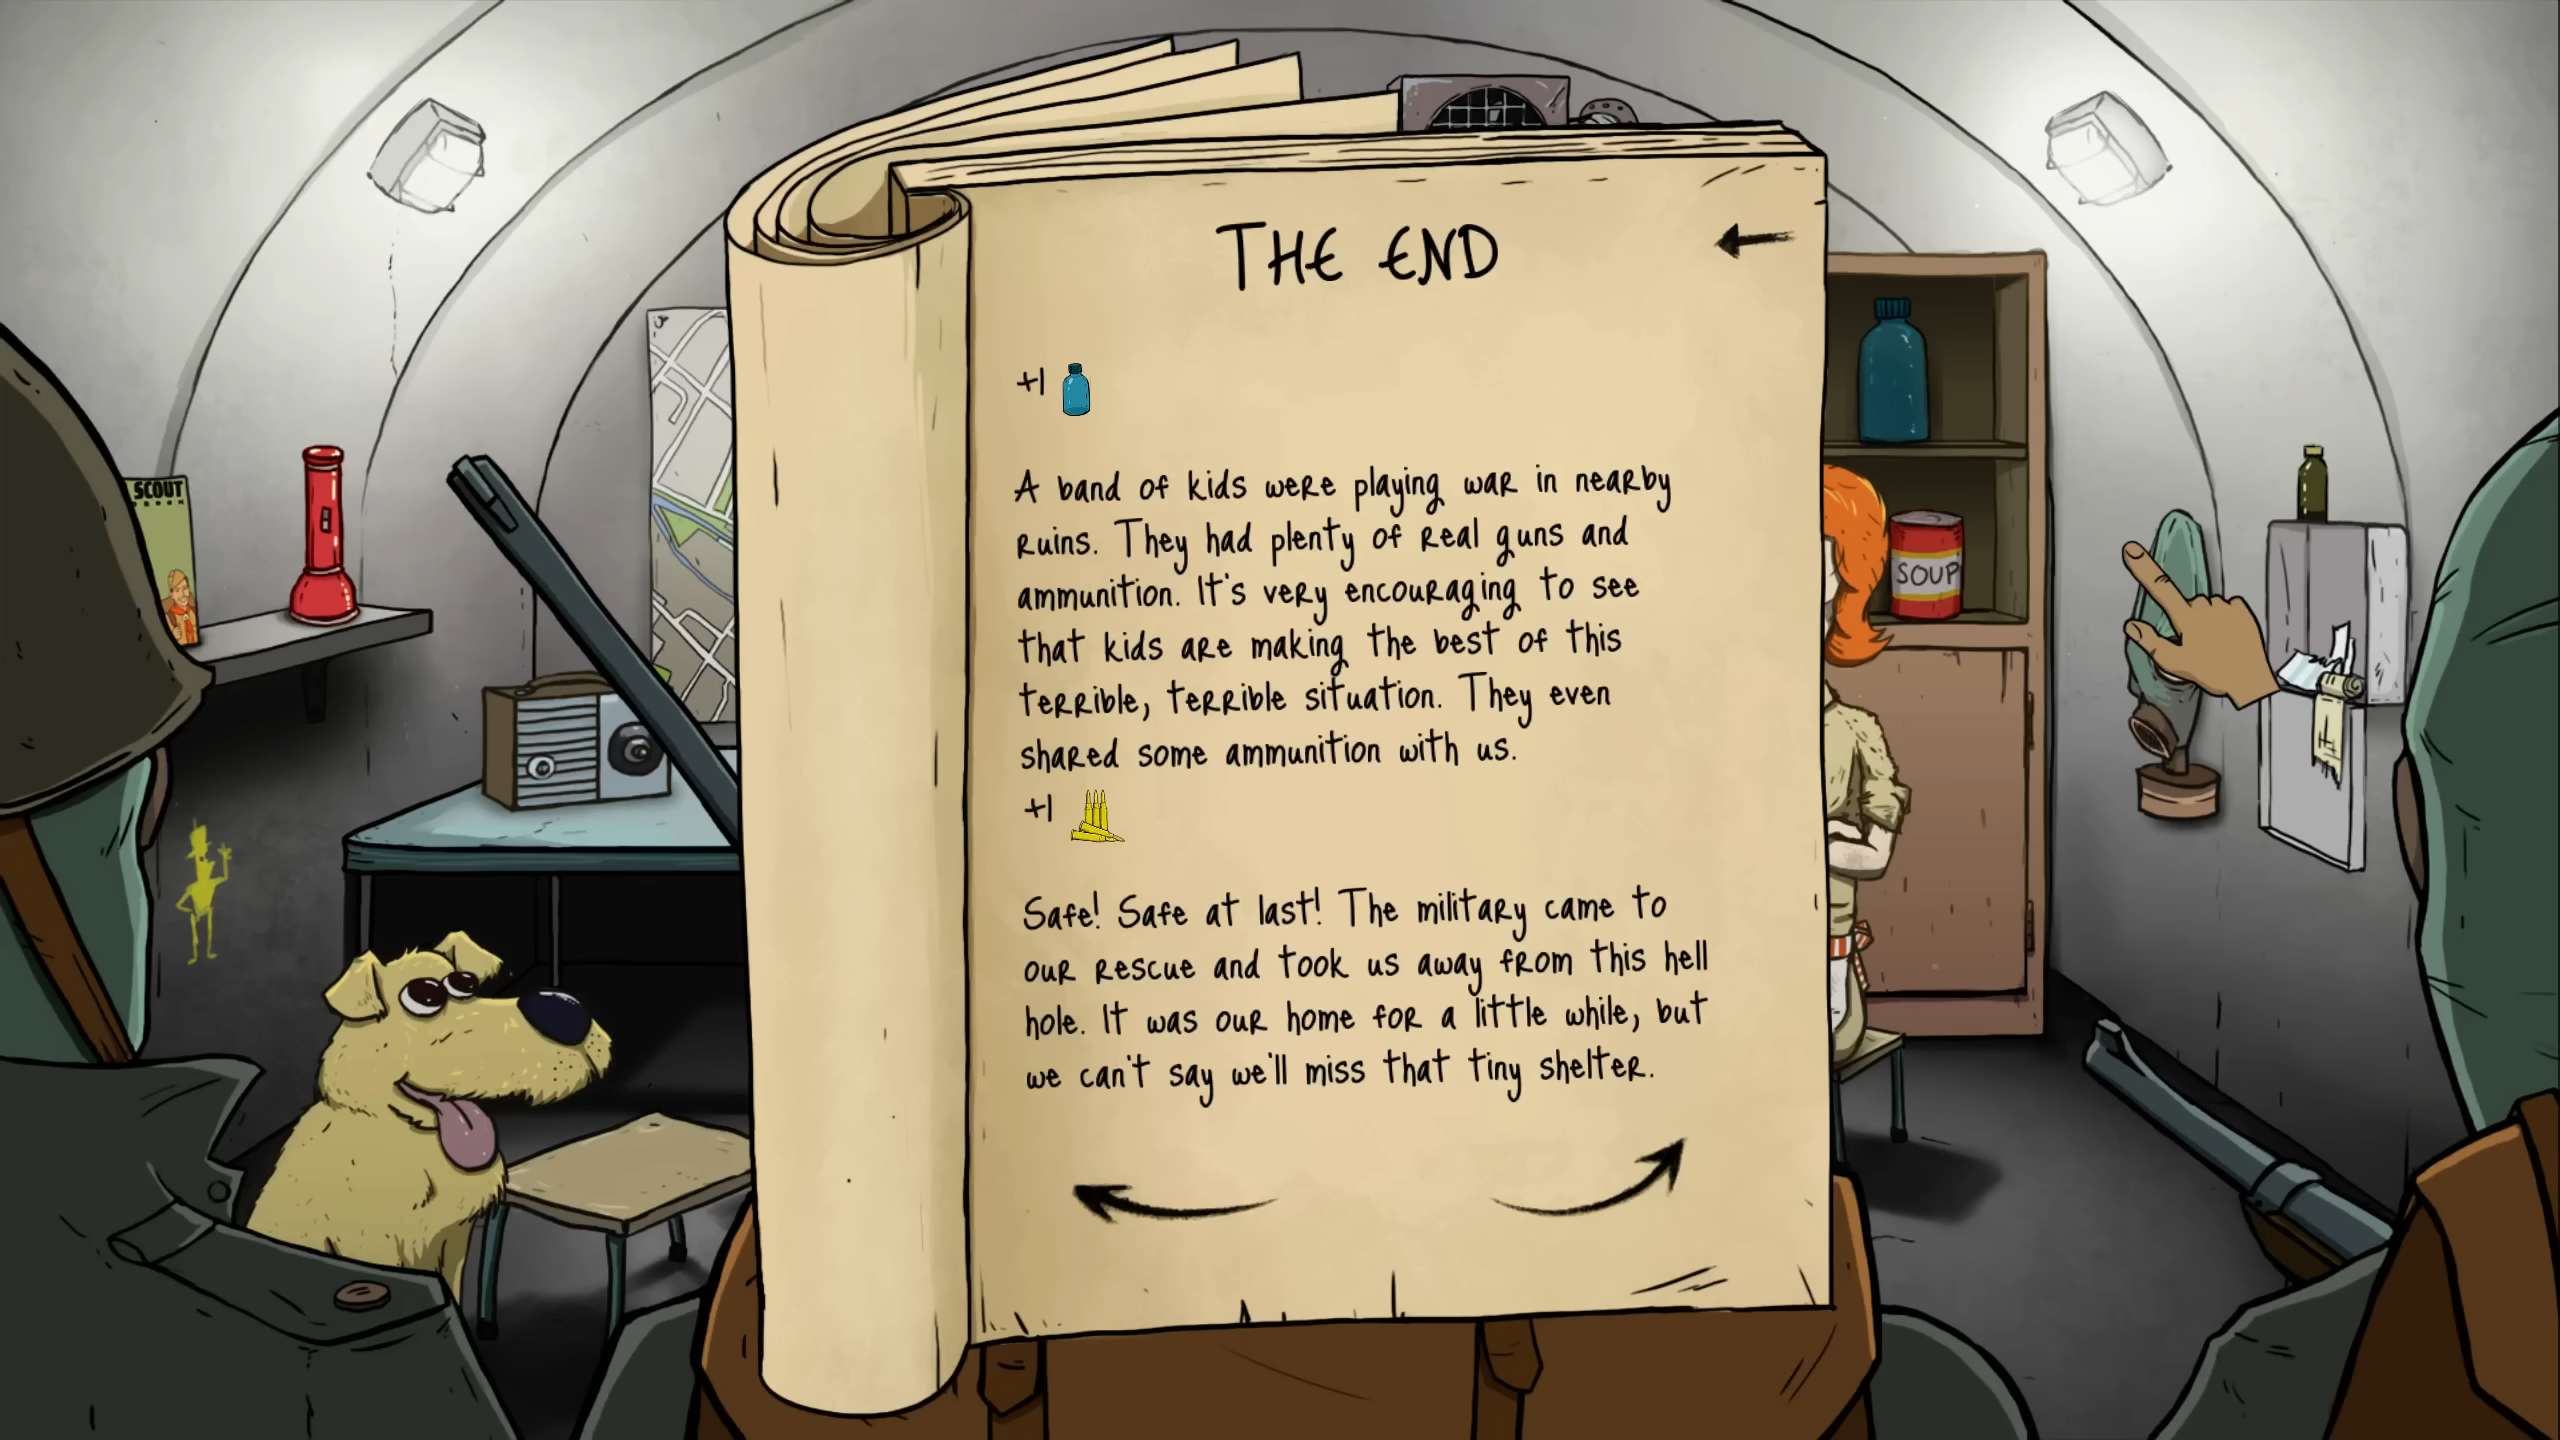 THE END
+1
A band of kids were playing war in nearby
ruins. They had plenty of real guns and
ammunition. It's very encouraging to see
that kids are making the best of this
terrible, terrible situation. They even
shared some ammunition with us.
+1
Safe! Safe at last! The military came to
our rescue and took us away from this hell
hole. It was our home for a little while, but
we can't say we'll miss that tiny shelter.
SCOUT
SOUP